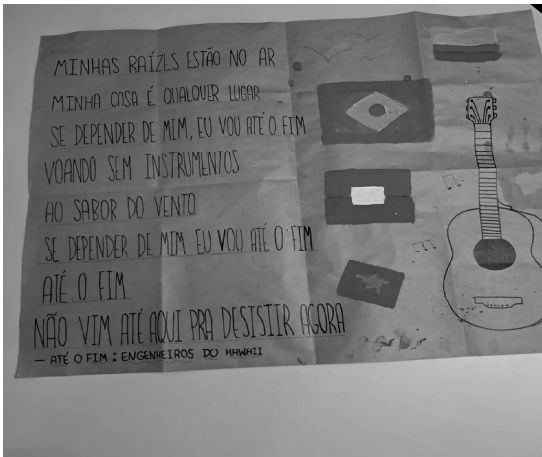 MINHAS RAÍZES ESTÃO NO AR
MINHA CASA É QUALQUER LUGAR
SE DEPENDER DE MIM, EU VOU ATÉ O FIM
VOANDO SEM INSTRUMENTOS
AO SABOR DO VENTO
SE DEPENDER DE MIM, EU VOU ATÉ O FIM
ATÉ O FIM
NÃO VIM ATÉ AQUI PRA DESISTIR AGORA
— ATÉ O FIM : ENGENHEIROS DO HAWAII